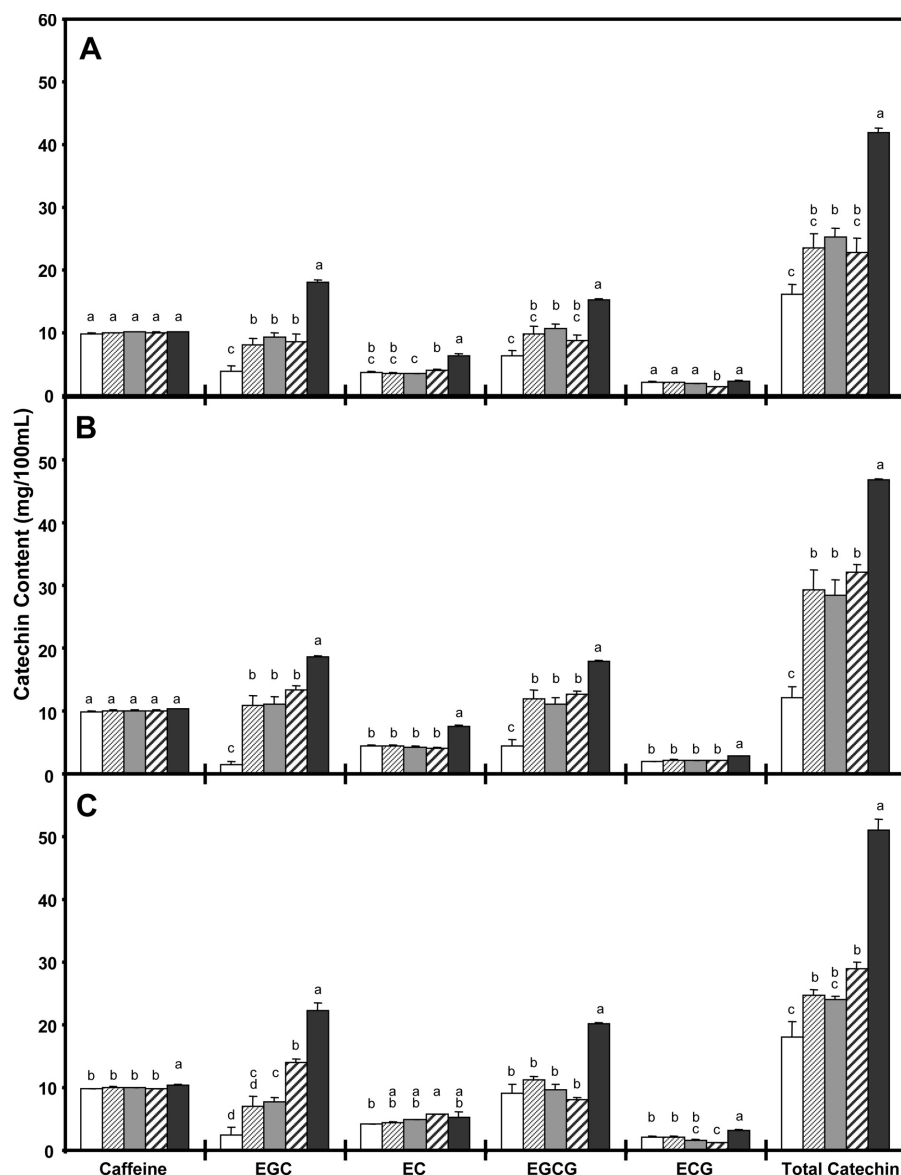 A
60
50
40
30
20
10
0
a a a a a
c b b b a
b b c b a
c c
c b b b a
c c
a a a b a
c b b b a
c c
B
50
40
30
20
10
0
a a a a a
c b b b a
b b b b a
c b b b a
b b b b a
c b b b a
C
50
40
30
20
10
0
b b b b a
d c c b a
d
b a a a a
b b b
b b b b a
b b b c a
c
c b b b a
c
Catechin Content (mg/100mL)
Caffeine EGC EC EGCG ECG Total Catechin